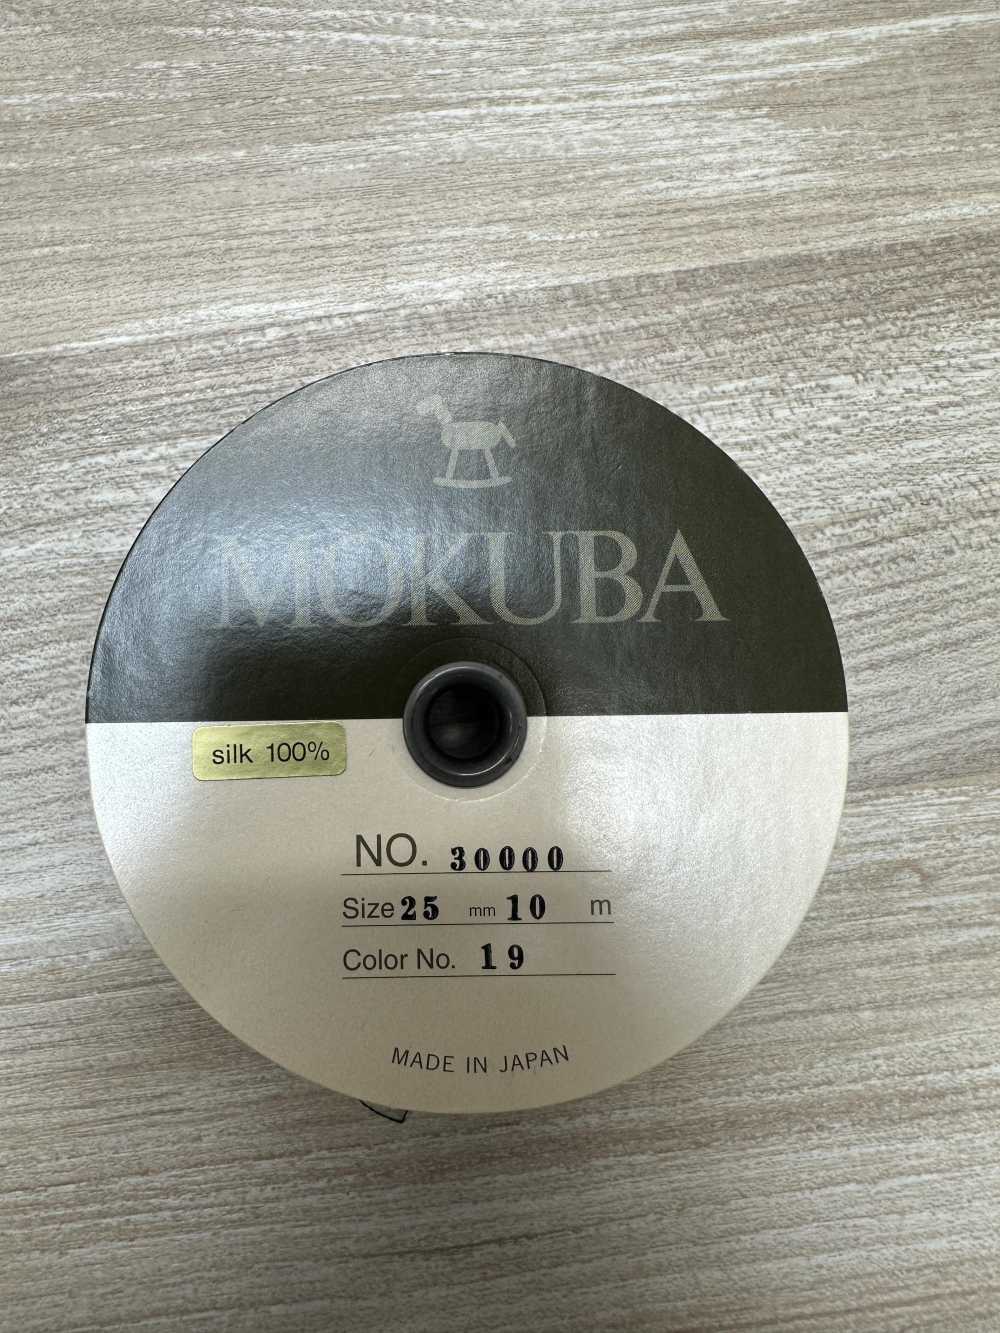 MOKUBA
silk 100%
NO. 30000
Size 25 mm 10 m
Color No. 19
MADE IN JAPAN